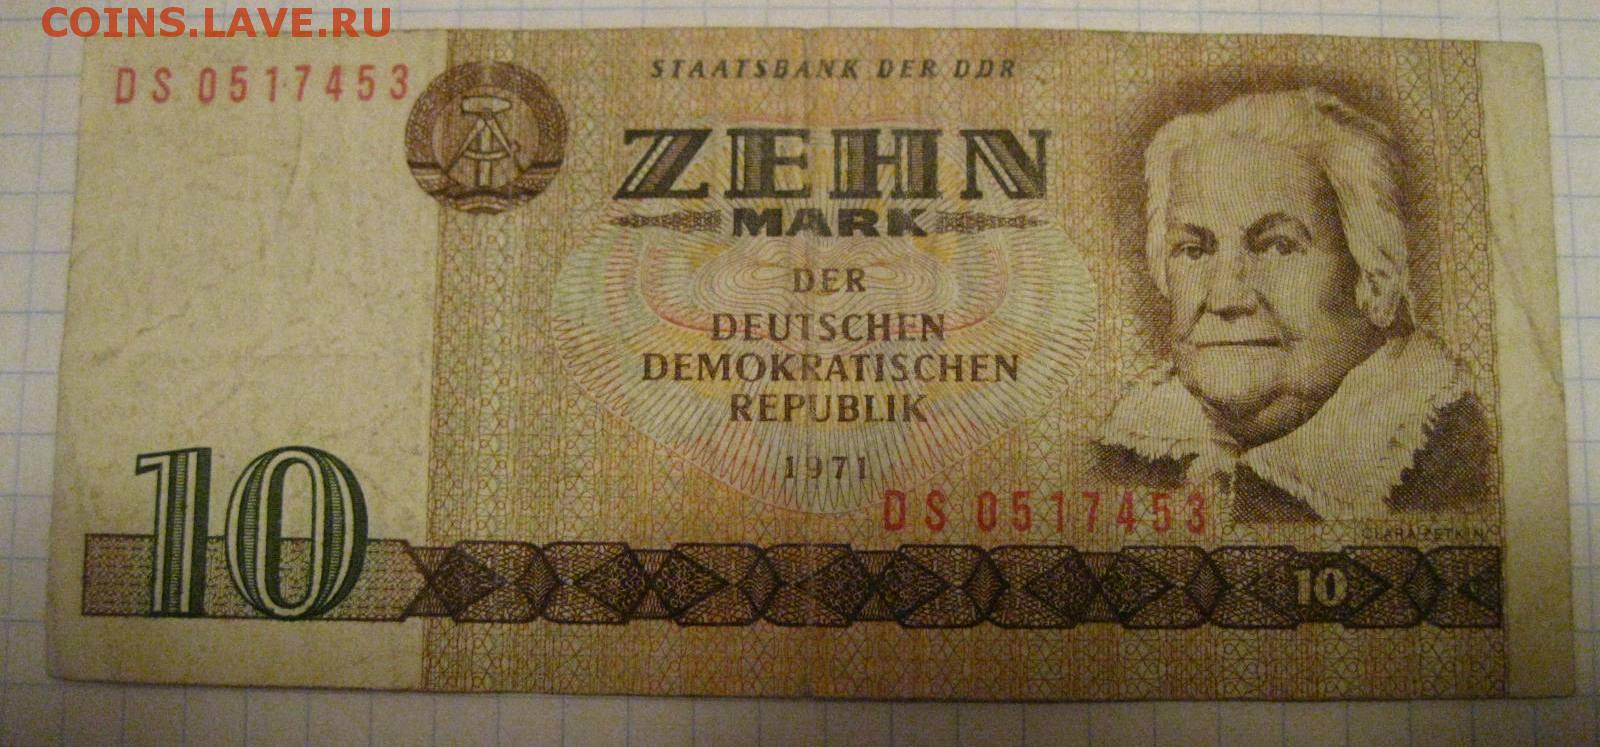 COINS.LAVE.RU
DS 0517453
STAATSBANK DER DDR
ZEHN
MARK
DER
DEUTSCHEN
DEMOKRATISCHEN
REPUBLIK
1971
DS 0517453
CLARA ZETKIN
10
10